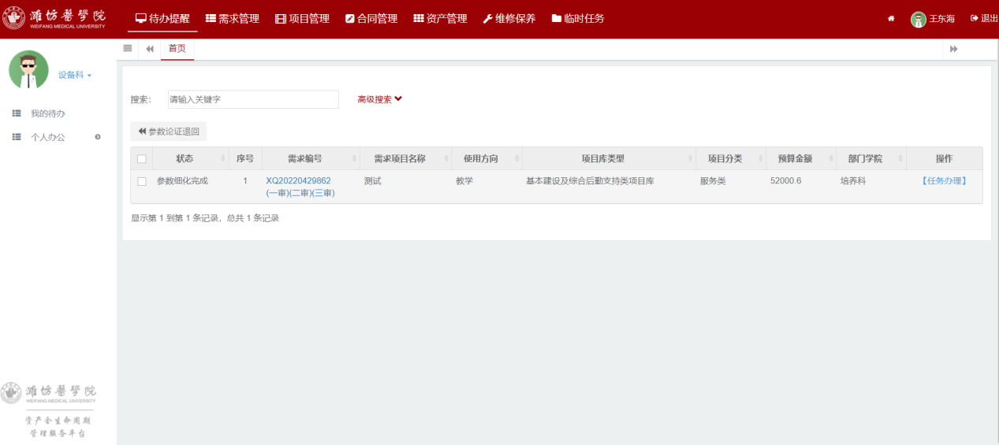 濰坊醫學院
WEIFANG MEDICAL UNIVERSITY
待办提醒 需求管理 项目管理 合同管理 资产管理 维修保养 临时任务 王东海 退出
首页
设备科
我的待办
个人办公
搜索: 请输入关键字 高级搜索
参数论证退回
状态 序号 需求编号 需求项目名称 使用方向 项目库类型 项目分类 预算金额 部门学院 操作
参数细化完成 1 XQ20220429862 测试 教学 基本建设及综合后勤支持类项目库 服务类 52000.6 培养科 【任务办理】
(一审)(二审)(三审)
显示第 1 到第 1 条记录，总共 1 条记录
濰坊醫學院
WEIFANG MEDICAL UNIVERSITY
资产全生命周期
管理服务平台